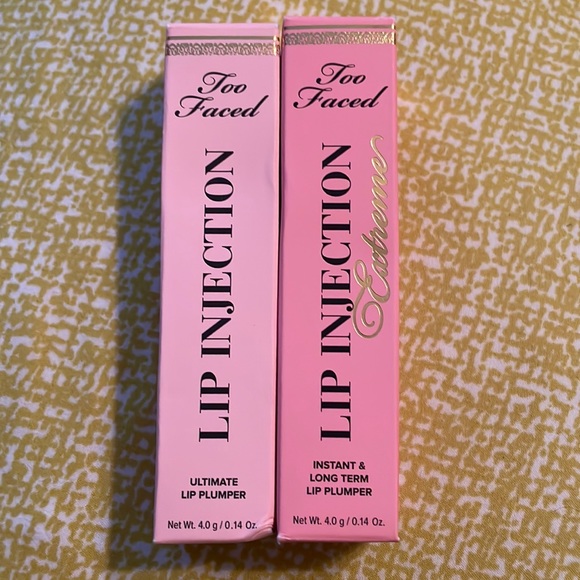 Too
Faced
LIP INJECTION
ULTIMATE
LIP PLUMPER
Net Wt. 4.0 g / 0.14 Oz.
Too
Faced
LIP INJECTION
Extreme
INSTANT &
LONG TERM
LIP PLUMPER
Net Wt. 4.0 g / 0.14 Oz.